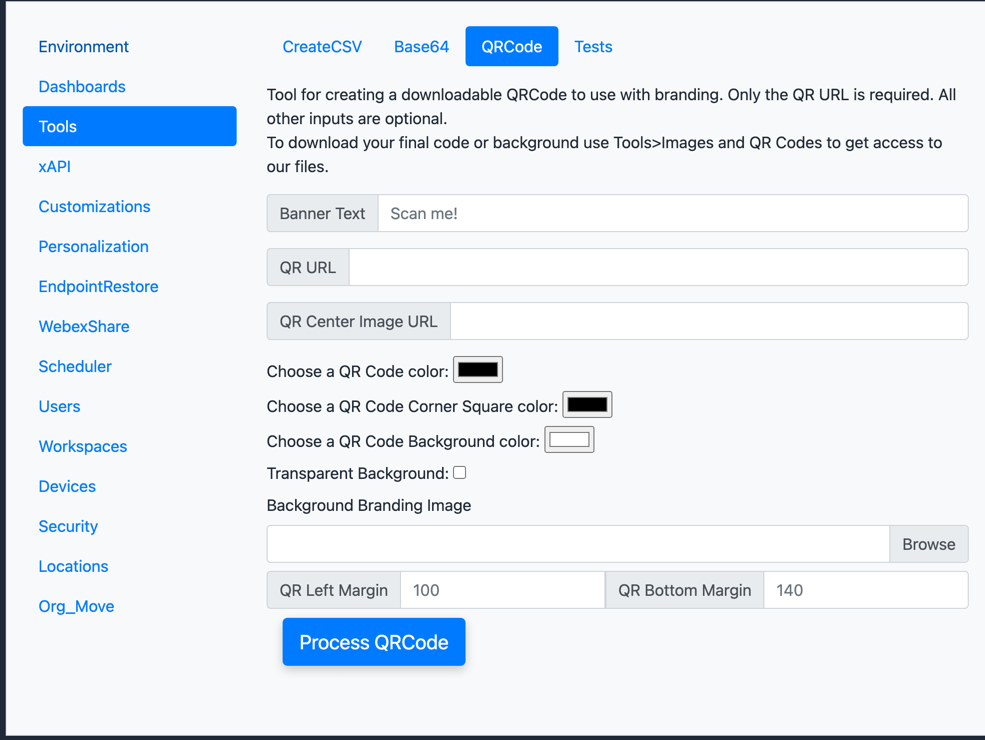 Environment
Dashboards
Tools
xAPI
Customizations
Personalization
EndpointRestore
WebexShare
Scheduler
Users
Workspaces
Devices
Security
Locations
Org_Move
CreateCSV Base64 QRCode Tests
Tool for creating a downloadable QRCode to use with branding. Only the QR URL is required. All
other inputs are optional.
To download your final code or background use Tools>Images and QR Codes to get access to
our files.
Banner Text Scan me!
QR URL
QR Center Image URL
Choose a QR Code color:
Choose a QR Code Corner Square color:
Choose a QR Code Background color:
Transparent Background:
Background Branding Image
Browse
QR Left Margin 100 QR Bottom Margin 140
Process QRCode